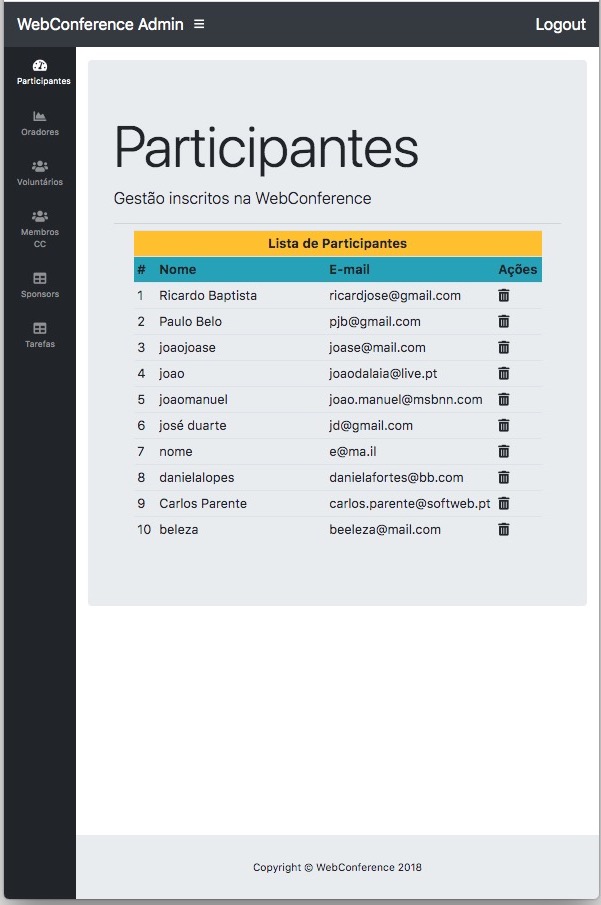 WebConference Admin
Logout
Participantes
Oradores
Voluntários
Membros
CC
Sponsors
Tarefas
Participantes
Gestão inscritos na WebConference
Lista de Participantes
# Nome E-mail Ações
1 Ricardo Baptista ricardjose@gmail.com
2 Paulo Belo pjb@gmail.com
3 joaojoase joase@mail.com
4 joao joaodalaia@live.pt
5 joaomanuel joao.manuel@msbnn.com
6 josé duarte jd@gmail.com
7 nome e@ma.il
8 danielalopes danielafortes@bb.com
9 Carlos Parente carlos.parente@softweb.pt
10 beleza beeleza@mail.com
Copyright © WebConference 2018